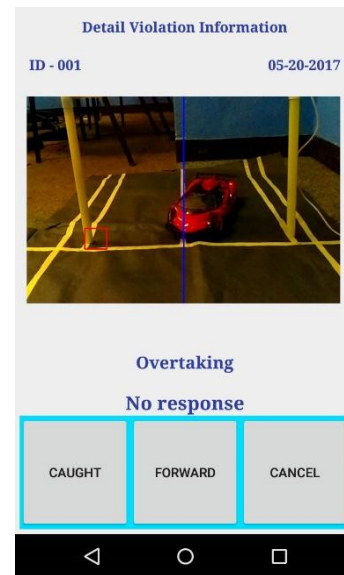 Detail Violation Information
ID - 001 05-20-2017
Overtaking
No response
CAUGHT FORWARD CANCEL